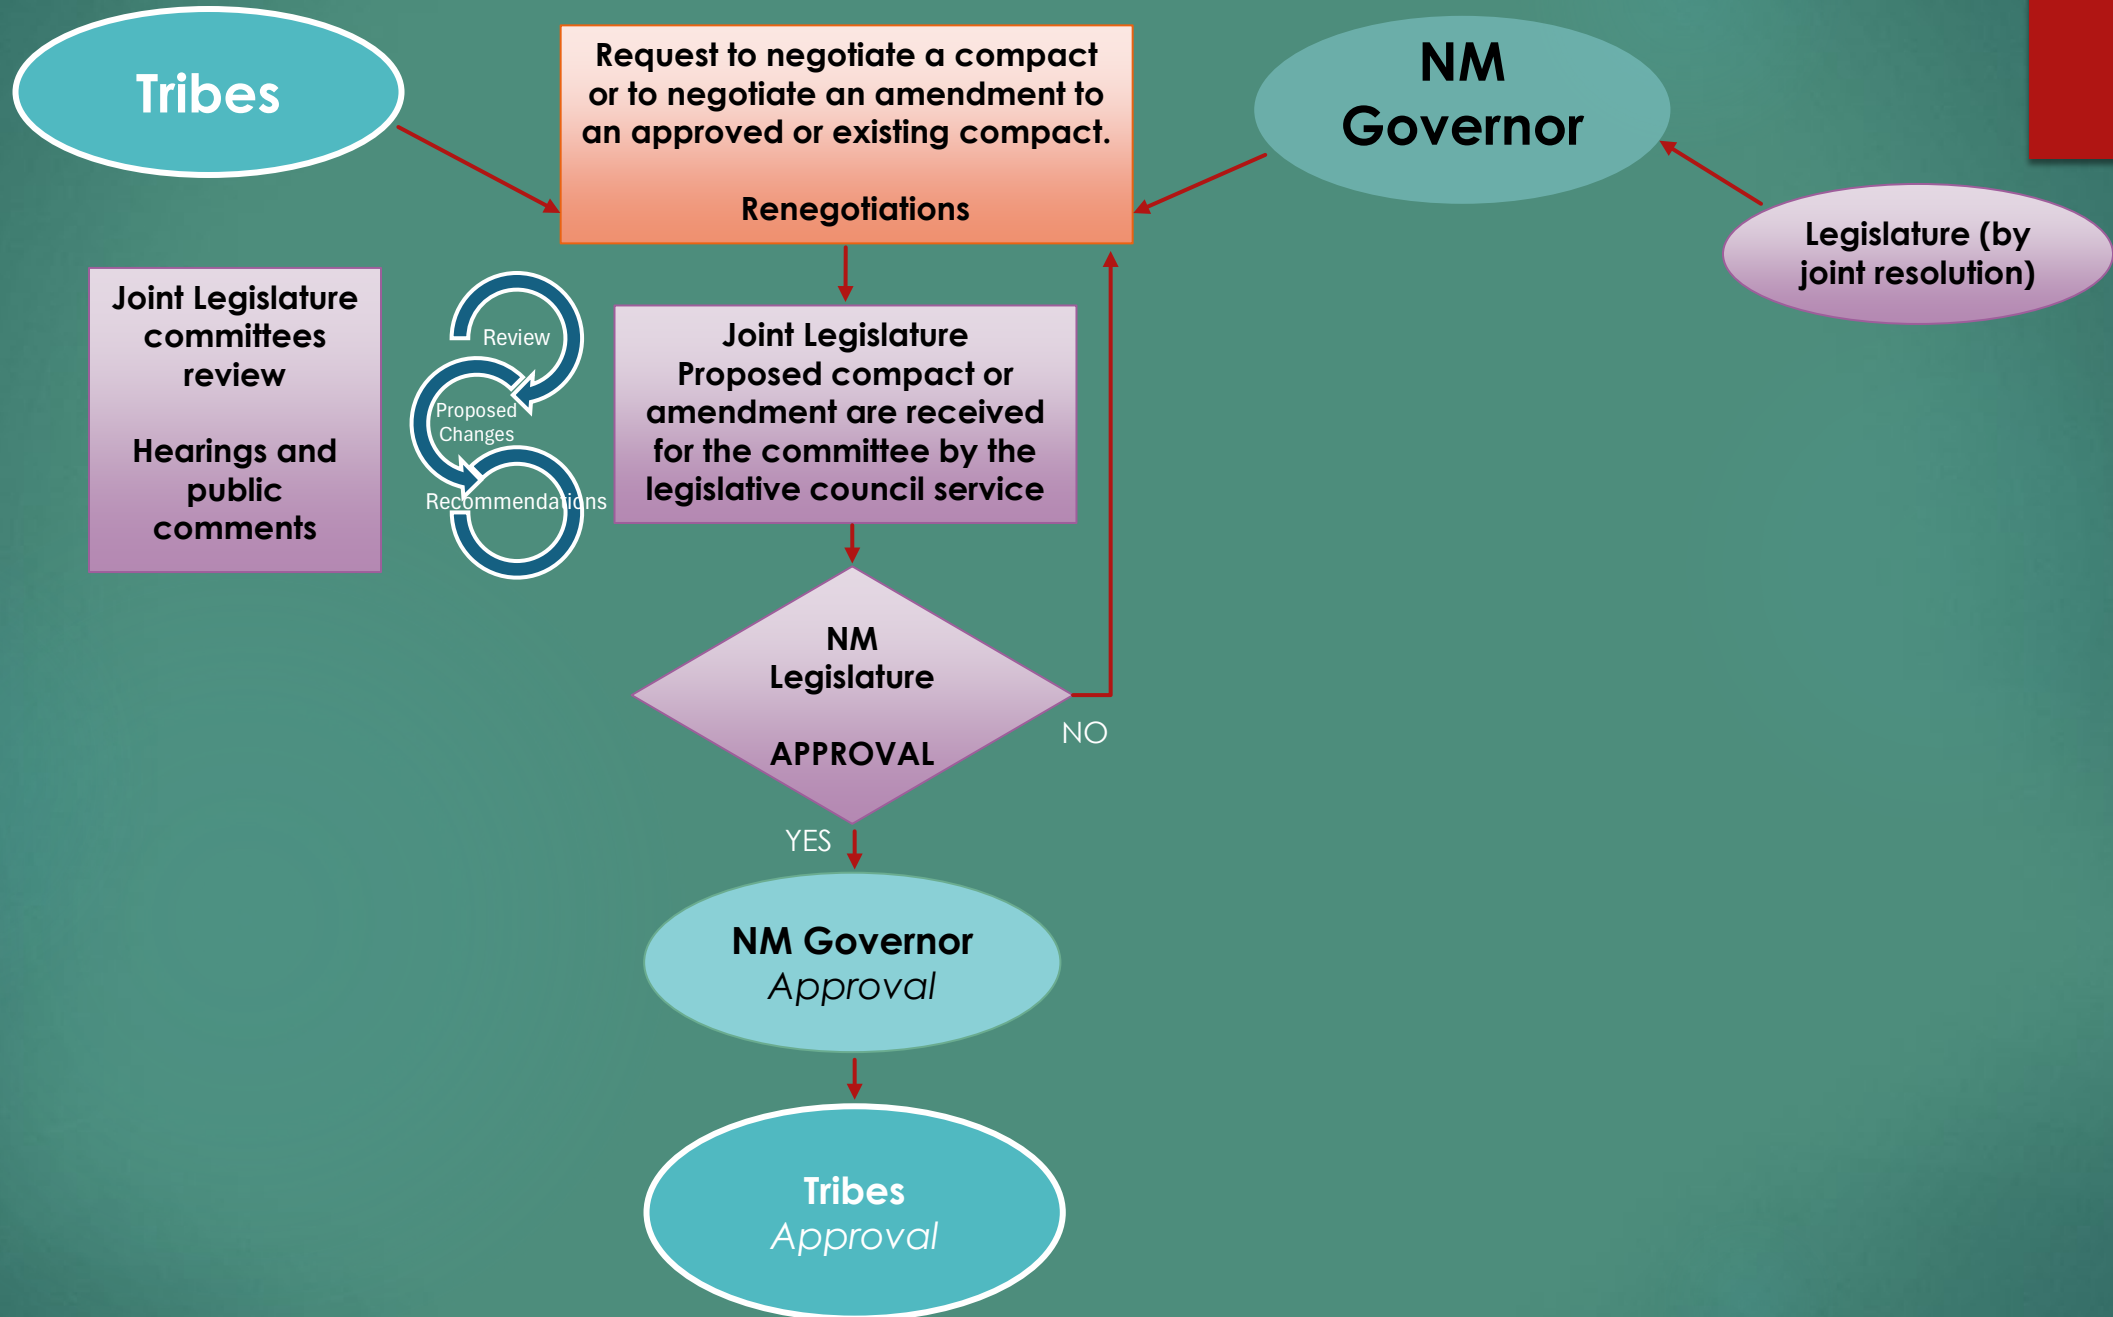 Tribes
Request to negotiate a compact
or to negotiate an amendment to
an approved or existing compact.
Renegotiations
NM
Governor
Legislature (by
joint resolution)
Joint Legislature
committees
review
Hearings and
public
comments
Review
Proposed
Changes
Recommendations
Joint Legislature
Proposed compact or
amendment are received
for the committee by the
legislative council service
NM
Legislature
APPROVAL
NO
YES
NM Governor
Approval
Tribes
Approval